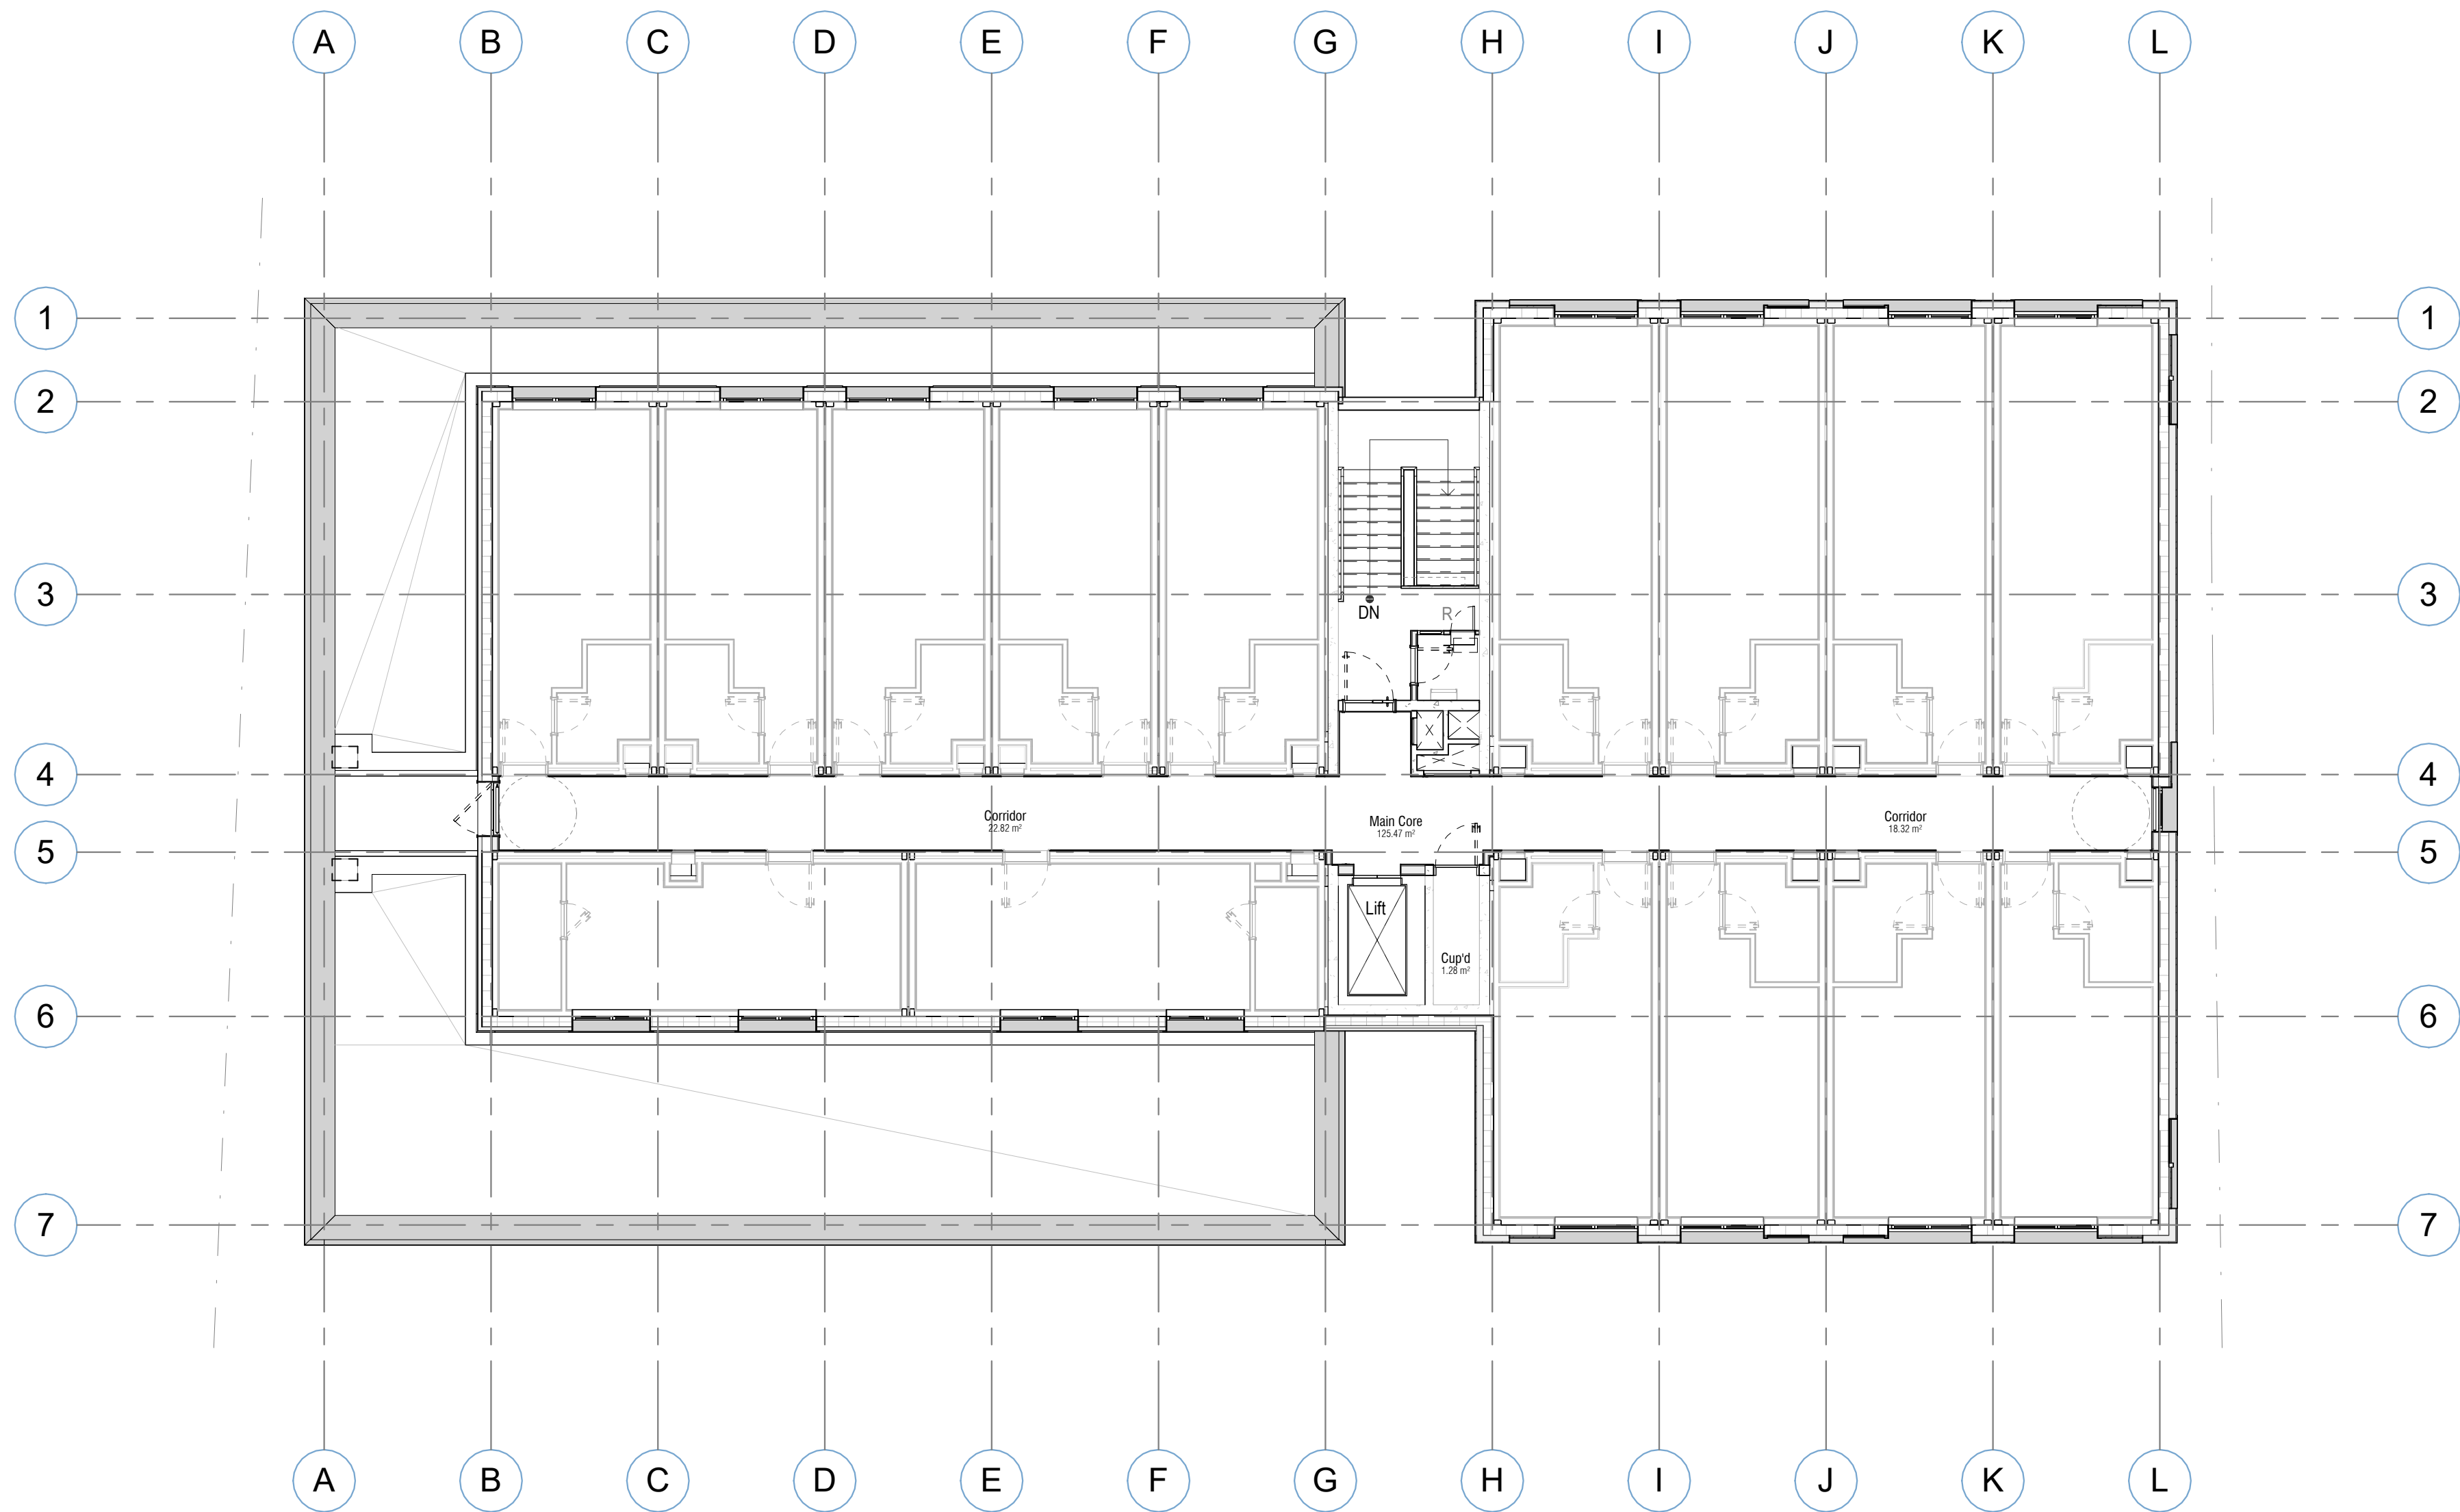 A B C D E F G H I J K L
1 1
2 2
3 3
DN
R
4 4
Corridor
22.82 m²
Main Core
125.47 m²
Corridor
18.32 m²
5 5
Lift
Cup'd
1.28 m²
6 6
7 7
A B C D E F G H I J K L